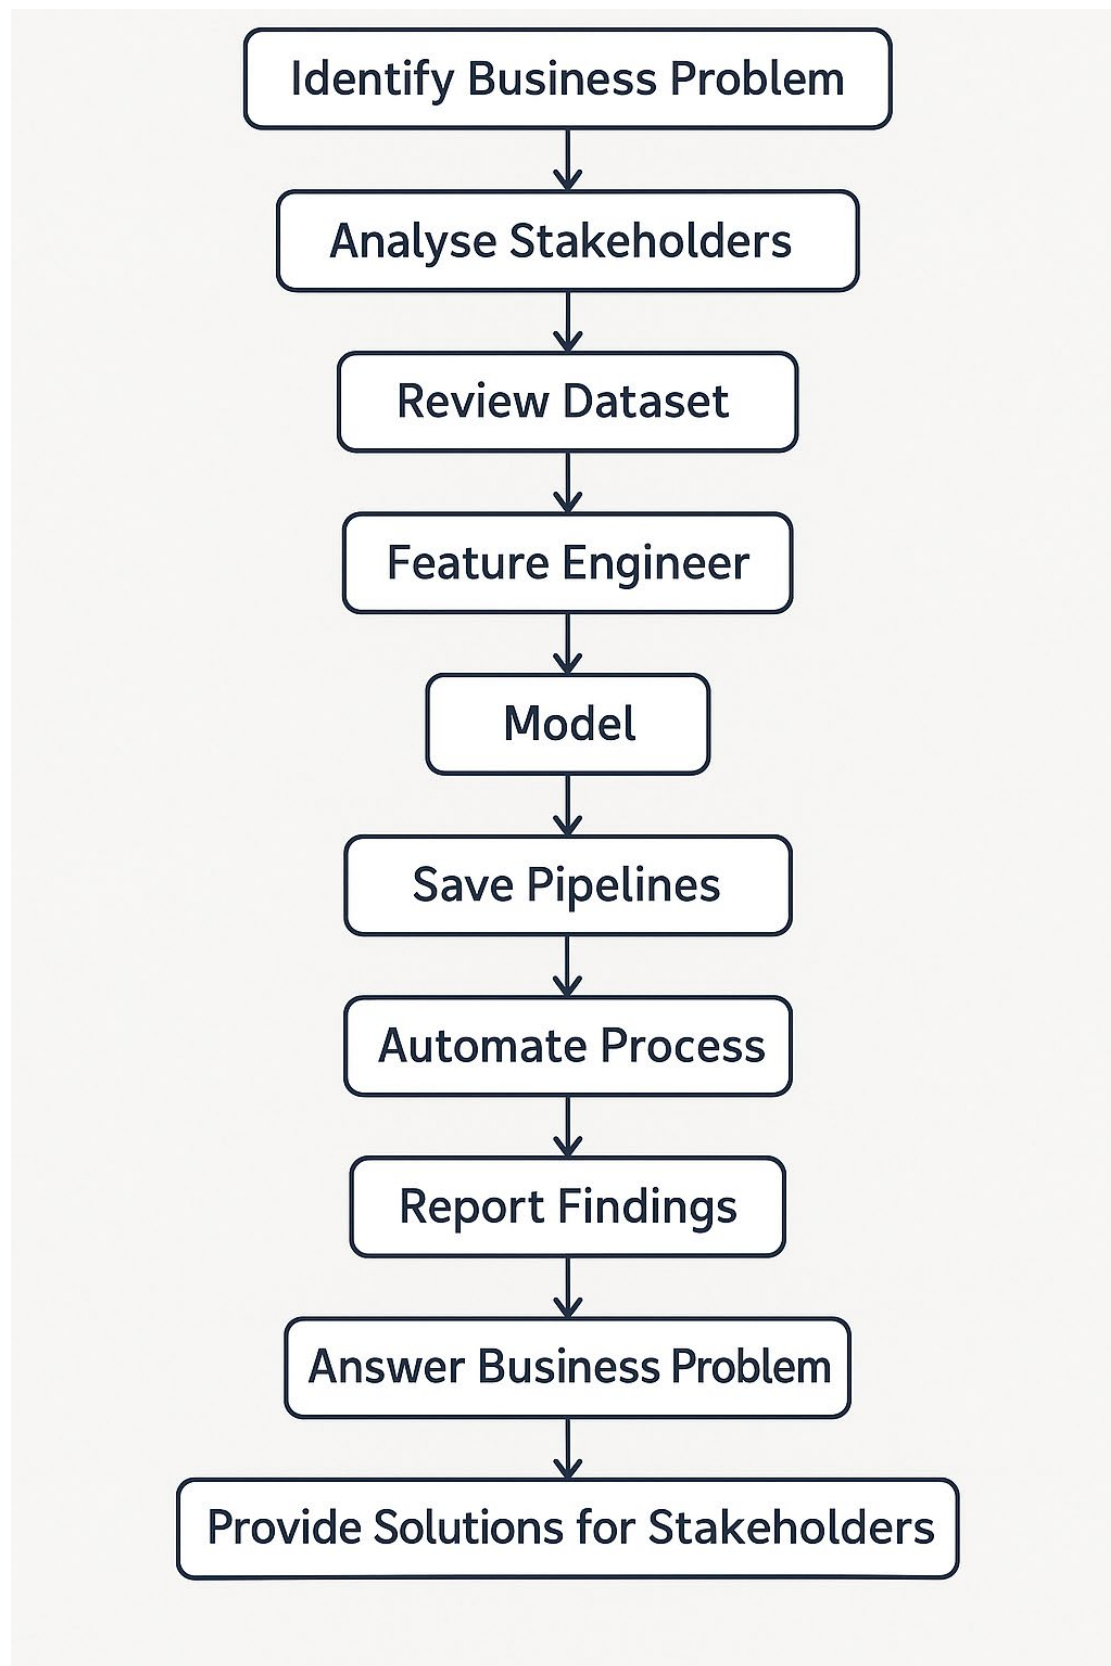 Identify Business Problem
Analyse Stakeholders
Review Dataset
Feature Engineer
Model
Save Pipelines
Automate Process
Report Findings
Answer Business Problem
Provide Solutions for Stakeholders